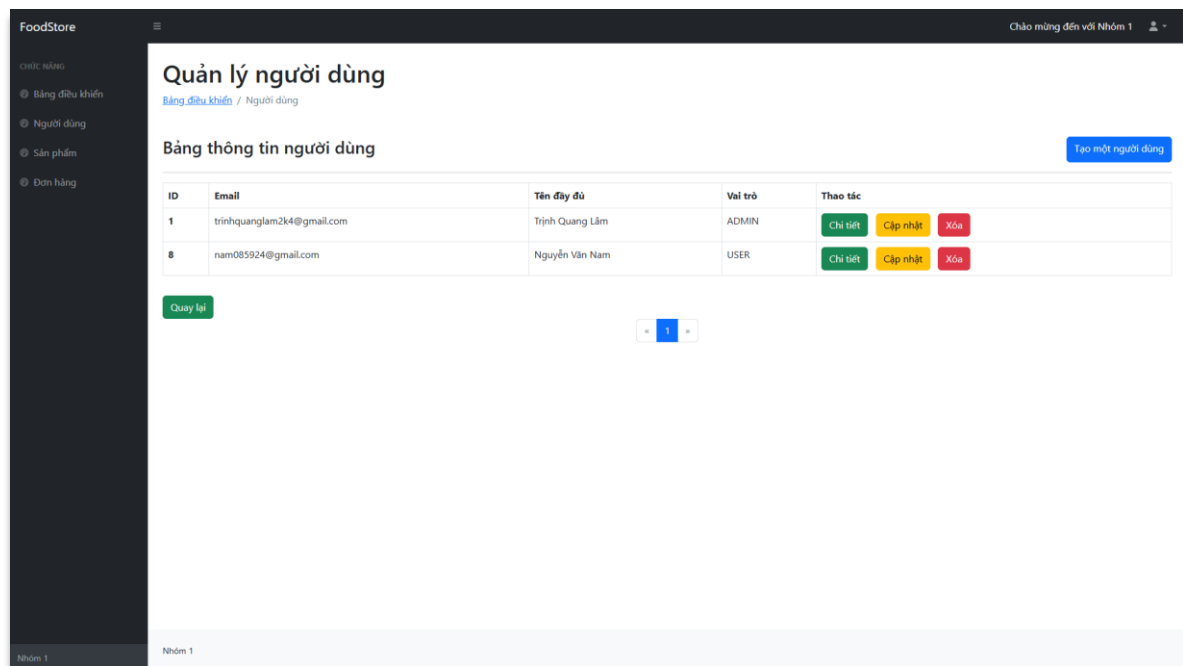 FoodStore
Chào mừng đến với Nhóm 1
CHỨC NĂNG
Bảng điều khiển
Người dùng
Sản phẩm
Đơn hàng
Nhóm 1
Quản lý người dùng
Bảng điều khiển / Người dùng
Bảng thông tin người dùng
Tạo một người dùng
ID Email Tên đầy đủ Vai trò Thao tác
1 trinhquanglam2k4@gmail.com Trịnh Quang Lâm ADMIN Chi tiết Cập nhật Xóa
8 nam085924@gmail.com Nguyễn Văn Nam USER Chi tiết Cập nhật Xóa
Quay lại
« 1 »
Nhóm 1